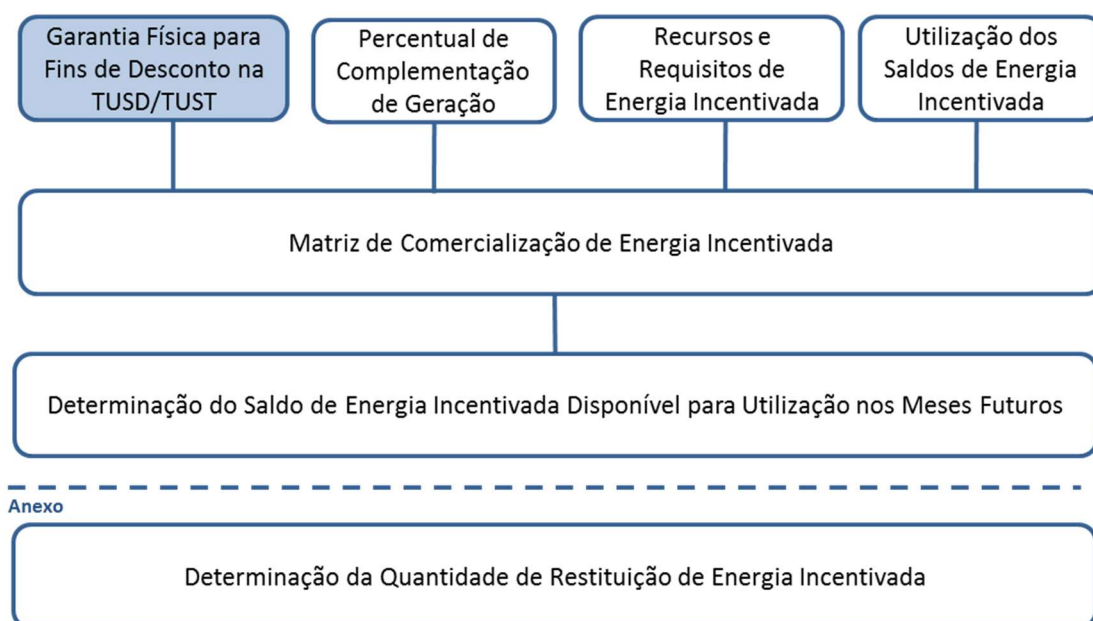 Garantia Física para
Fins de Desconto na
TUSD/TUST
Percentual de
Complementação
de Geração
Recursos e
Requisitos de
Energia Incentivada
Utilização dos
Saldos de Energia
Incentivada
Matriz de Comercialização de Energia Incentivada
Determinação do Saldo de Energia Incentivada Disponível para Utilização nos Meses Futuros
Anexo
Determinação da Quantidade de Restituição de Energia Incentivada